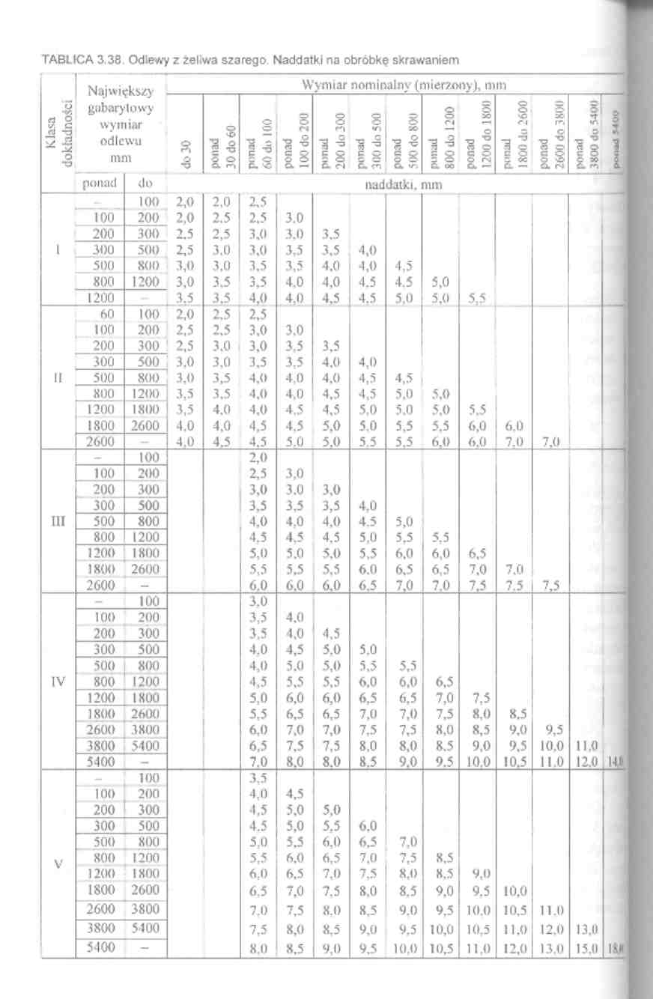 TABLICA 3.38. Odlewy z żeliwa szarego. Naddatki na obróbkę skrawaniem
Klasa dokładności
Największy gabarytowy wymiar odlewu mm
Wymiar nominalny (mierzony), mm
do 30
ponad 30 do 60
ponad 60 do 100
ponad 100 do 200
ponad 200 do 300
ponad 300 do 500
ponad 500 do 800
ponad 800 do 1200
ponad 1200 do 1800
ponad 1800 do 2600
ponad 2600 do 3800
ponad 3800 do 5400
ponad 5400
ponad do naddatki, mm
I
– 100 2,0 2,0 2,5
100 200 2,0 2,5 2,5 3,0
200 300 2,5 2,5 3,0 3,0 3,5
300 500 2,5 3,0 3,0 3,5 3,5 4,0
500 800 3,0 3,0 3,5 3,5 4,0 4,0 4,5
800 1200 3,0 3,5 3,5 4,0 4,0 4,5 4,5 5,0
1200 – 3,5 3,5 4,0 4,0 4,5 4,5 5,0 5,0 5,5
II
60 100 2,0 2,5 2,5
100 200 2,5 2,5 3,0 3,0
200 300 2,5 3,0 3,0 3,5 3,5
300 500 3,0 3,0 3,5 3,5 4,0 4,0
500 800 3,0 3,5 4,0 4,0 4,0 4,5 4,5
800 1200 3,5 3,5 4,0 4,0 4,5 4,5 5,0 5,0
1200 1800 3,5 4,0 4,0 4,5 4,5 5,0 5,0 5,0 5,5
1800 2600 4,0 4,0 4,5 4,5 5,0 5,0 5,5 5,5 6,0 6,0
2600 – 4,0 4,5 4,5 5,0 5,0 5,5 5,5 6,0 6,0 7,0 7,0
III
– 100 2,0
100 200 2,5 3,0
200 300 3,0 3,0 3,0
300 500 3,5 3,5 3,5 4,0
500 800 4,0 4,0 4,0 4,5 5,0
800 1200 4,5 4,5 4,5 5,0 5,5 5,5
1200 1800 5,0 5,0 5,0 5,5 6,0 6,0 6,5
1800 2600 5,5 5,5 5,5 6,0 6,5 6,5 7,0 7,0
2600 – 6,0 6,0 6,0 6,5 7,0 7,0 7,5 7,5 7,5
IV
– 100 3,0
100 200 3,5 4,0
200 300 3,5 4,0 4,5
300 500 4,0 4,5 5,0 5,0
500 800 4,0 5,0 5,0 5,5 5,5
800 1200 4,5 5,5 5,5 6,0 6,0 6,5
1200 1800 5,0 6,0 6,0 6,5 6,5 7,0 7,5
1800 2600 5,5 6,5 6,5 7,0 7,0 7,5 8,0 8,5
2600 3800 6,0 7,0 7,0 7,5 7,5 8,0 8,5 9,0 9,5
3800 5400 6,5 7,5 7,5 8,0 8,0 8,5 9,0 9,5 10,0 11,0
5400 – 7,0 8,0 8,0 8,5 9,0 9,5 10,0 10,5 11,0 12,0 14,0
V
– 100 3,5
100 200 4,0 4,5
200 300 4,5 5,0 5,0
300 500 4,5 5,0 5,5 6,0
500 800 5,0 5,5 6,0 6,5 7,0
800 1200 5,5 6,0 6,5 7,0 7,5 8,5
1200 1800 6,0 6,5 7,0 7,5 8,0 8,5 9,0
1800 2600 6,5 7,0 7,5 8,0 8,5 9,0 9,5 10,0
2600 3800 7,0 7,5 8,0 8,5 9,0 9,5 10,0 10,5 11,0
3800 5400 7,5 8,0 8,5 9,0 9,5 10,0 10,5 11,0 12,0 13,0
5400 – 8,0 8,5 9,0 9,5 10,0 10,5 11,0 12,0 13,0 15,0 18,0